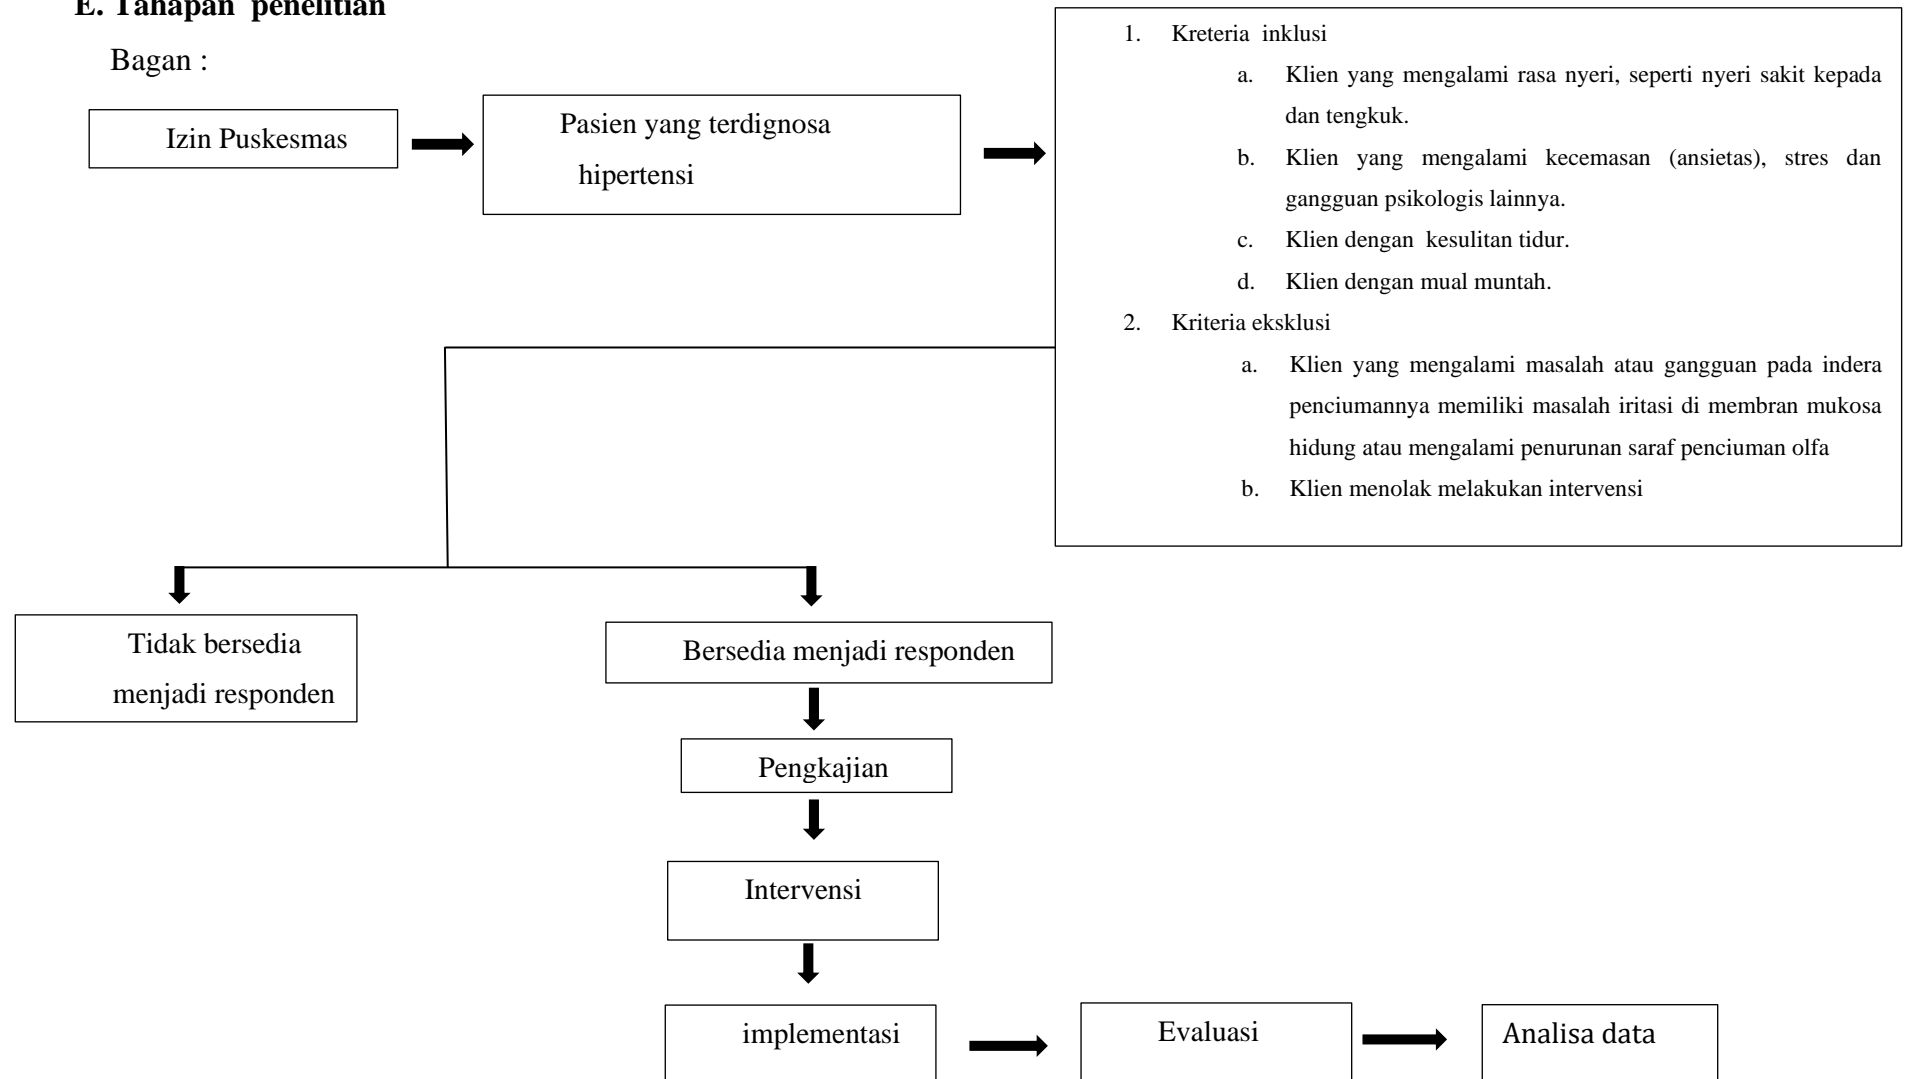 E. Tahapan penelitian
Bagan :
Izin Puskesmas
Pasien yang terdignosa
hipertensi
1. Kreteria inklusi
a. Klien yang mengalami rasa nyeri, seperti nyeri sakit kepada
dan tengkuk.
b. Klien yang mengalami kecemasan (ansietas), stres dan
gangguan psikologis lainnya.
c. Klien dengan kesulitan tidur.
d. Klien dengan mual muntah.
2. Kriteria eksklusi
a. Klien yang mengalami masalah atau gangguan pada indera
penciumannya memiliki masalah iritasi di membran mukosa
hidung atau mengalami penurunan saraf penciuman olfa
b. Klien menolak melakukan intervensi
Tidak bersedia
menjadi responden
Bersedia menjadi responden
Pengkajian
Intervensi
implementasi
Evaluasi
Analisa data